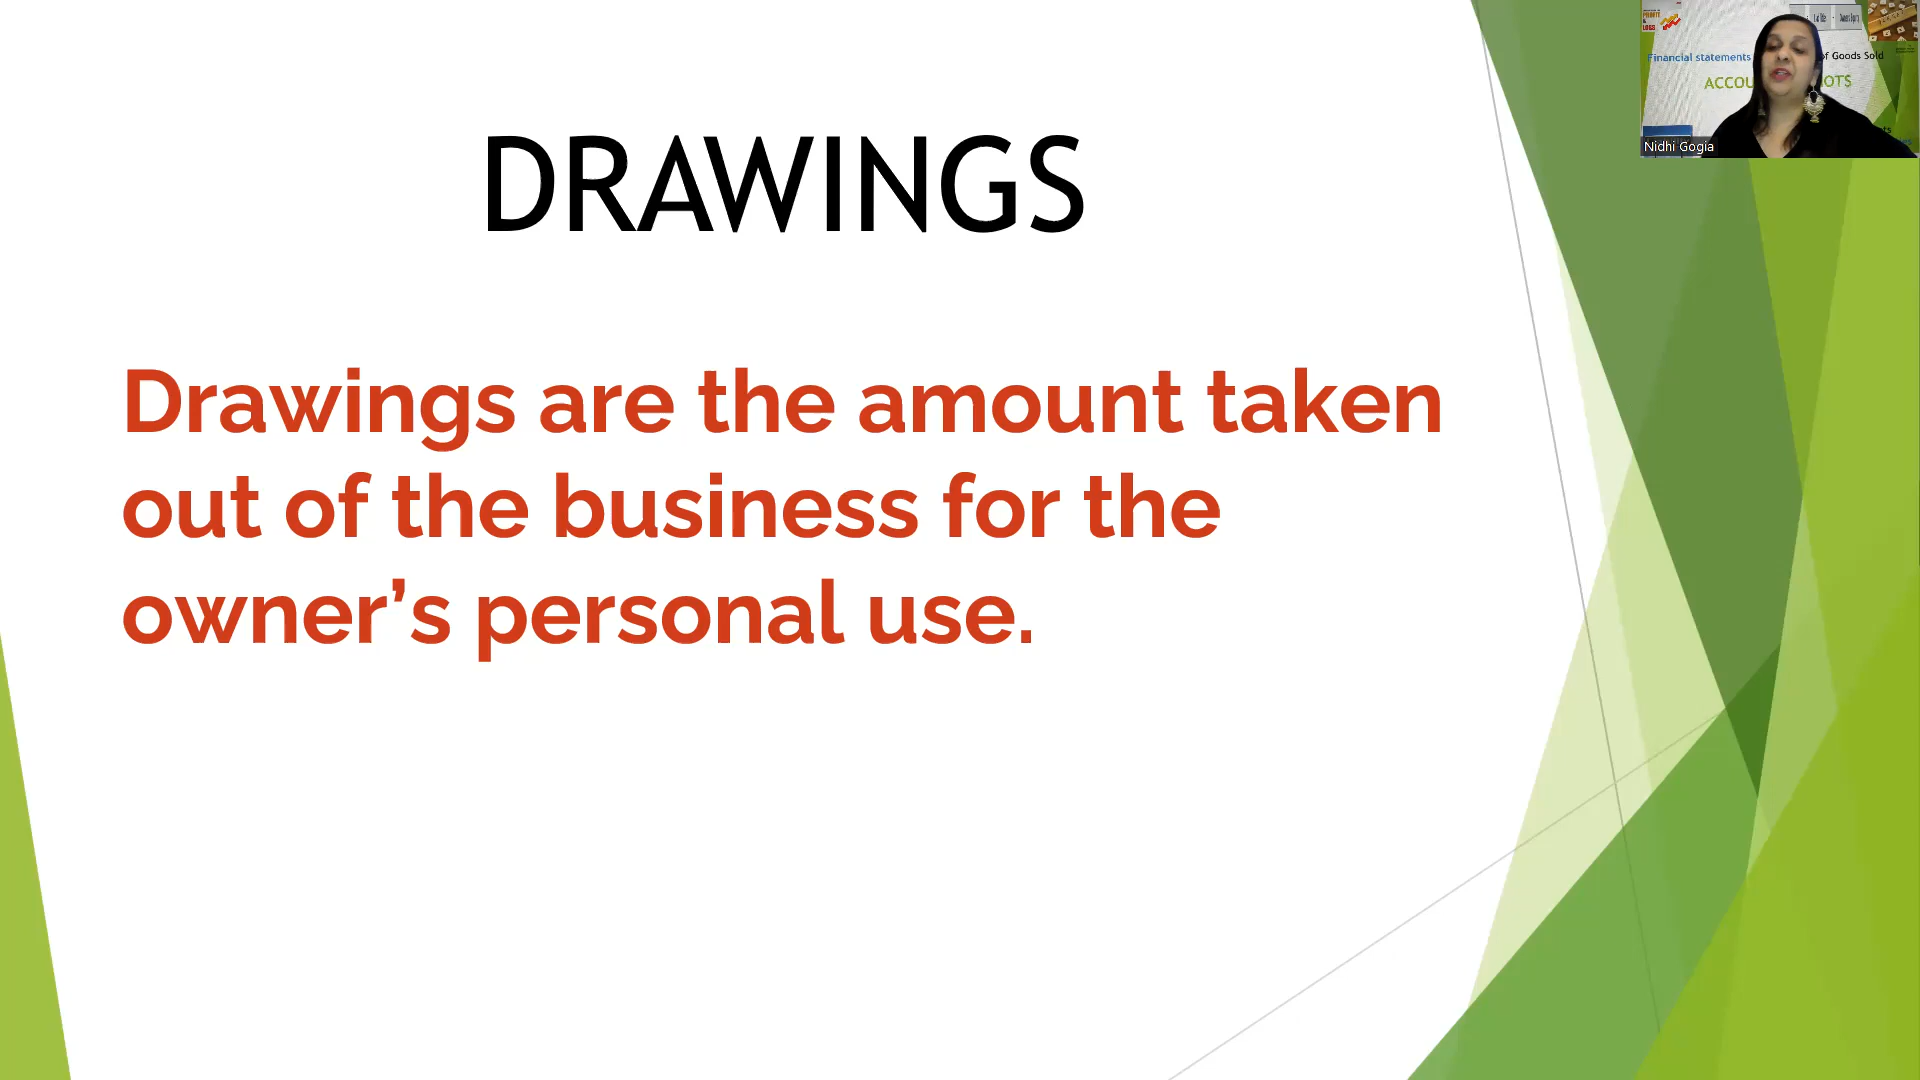 DRAWINGS
Drawings are the amount taken
out of the business for the
owner’s personal use.
Financial statements
of Goods Sold
ACCOU
OTS
Nidhi Gogia